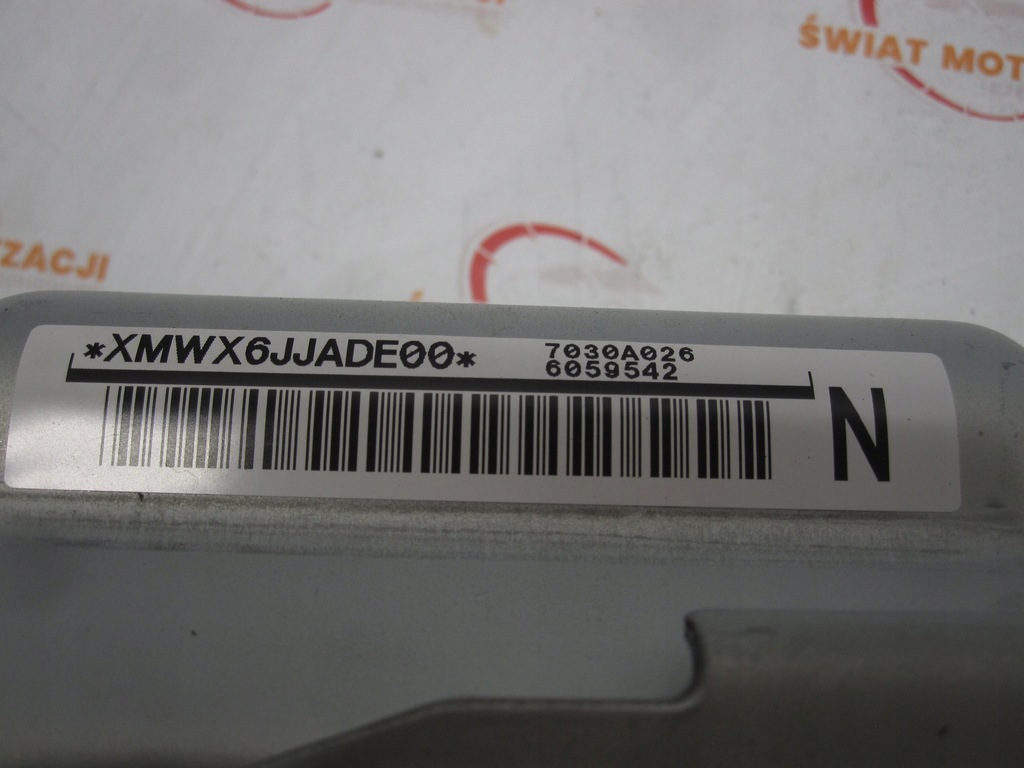 ŚWIAT MOT
ZACJI
*XMWX6JJADE00*
7030A026
6059542
N